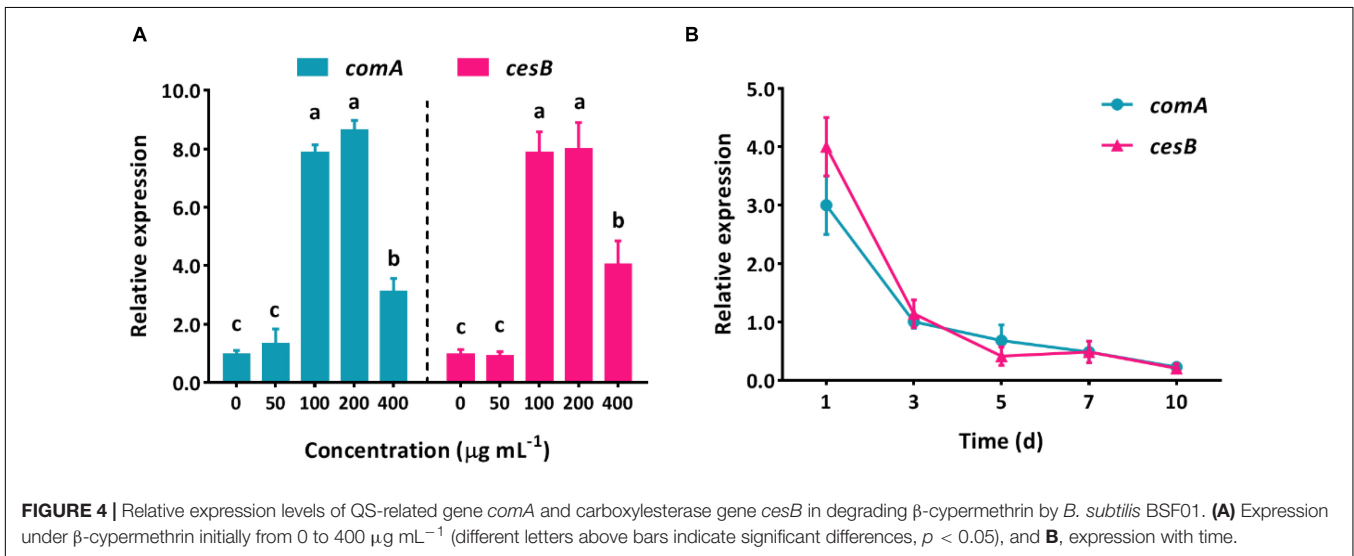 A
comA cesB
10.0
8.0
6.0
4.0
2.0
0.0
Relative expression
c c a a b c c a a b
0 50 100 200 400 0 50 100 200 400
Concentration (μg mL⁻¹)
B
comA
cesB
5.0
4.0
3.0
2.0
1.0
0.0
Relative expression
1 3 5 7 10
Time (d)
FIGURE 4 | Relative expression levels of QS-related gene comA and carboxylesterase gene cesB in degrading β-cypermethrin by B. subtilis BSF01. (A) Expression
under β-cypermethrin initially from 0 to 400 μg mL⁻¹ (different letters above bars indicate significant differences, p < 0.05), and B, expression with time.